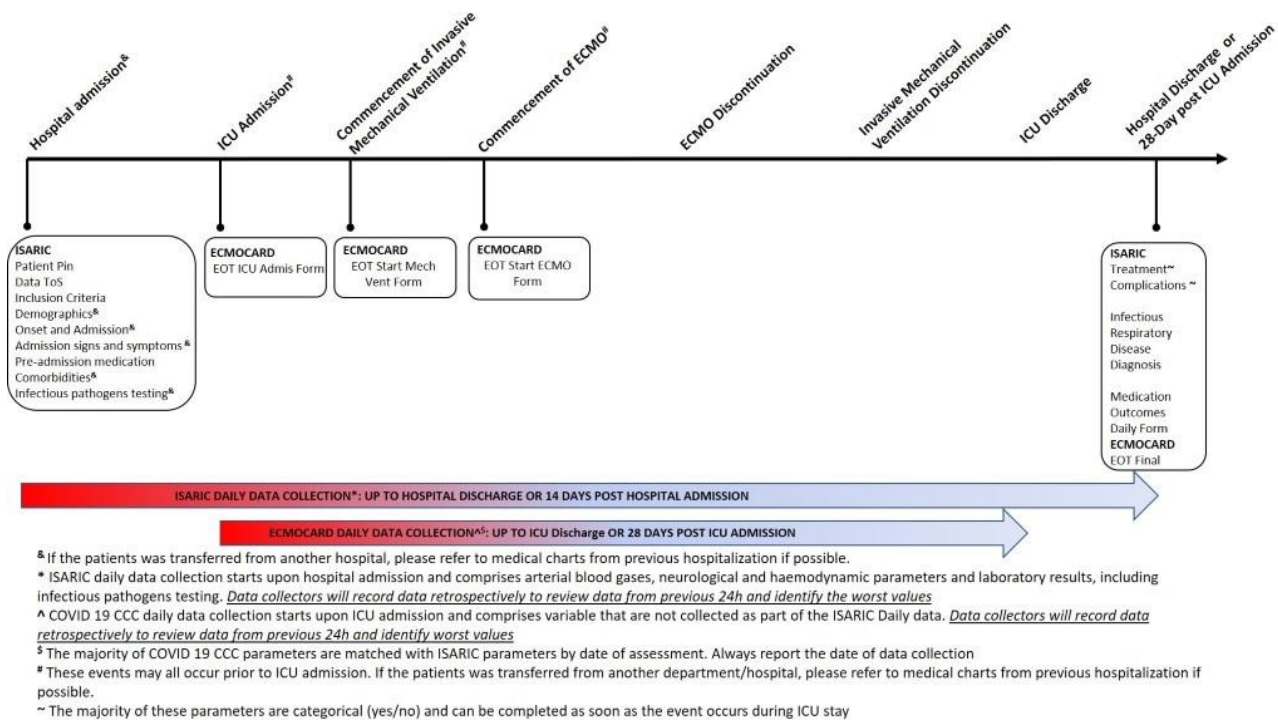 Hospital admission&
ICU Admission#
Commencement of Invasive
Mechanical Ventilation#
Commencement of ECMO#
ECMO Discontinuation
Invasive Mechanical
Ventilation Discontinuation
ICU Discharge
Hospital Discharge or
28-Day post ICU Admission
ISARIC
Patient Pin
Data ToS
Inclusion Criteria
Demographics&
Onset and Admission&
Admission signs and symptoms &
Pre-admission medication
Comorbidities&
Infectious pathogens testing&
ECMOCARD
EOT ICU Admis Form
ECMOCARD
EOT Start Mech
Vent Form
ECMOCARD
EOT Start ECMO
Form
ISARIC
Treatment~
Complications ~
Infectious
Respiratory
Disease
Diagnosis
Medication
Outcomes
Daily Form
ECMOCARD
EOT Final
ISARIC DAILY DATA COLLECTION*: UP TO HOSPITAL DISCHARGE OR 14 DAYS POST HOSPITAL ADMISSION
ECMOCARD DAILY DATA COLLECTION^$: UP TO ICU Discharge OR 28 DAYS POST ICU ADMISSION
& If the patients was transferred from another hospital, please refer to medical charts from previous hospitalization if possible.
* ISARIC daily data collection starts upon hospital admission and comprises arterial blood gases, neurological and haemodynamic parameters and laboratory results, including
infectious pathogens testing. Data collectors will record data retrospectively to review data from previous 24h and identify the worst values
^ COVID 19 CCC daily data collection starts upon ICU admission and comprises variable that are not collected as part of the ISARIC Daily data. Data collectors will record data
retrospectively to review data from previous 24h and identify worst values
$ The majority of COVID 19 CCC parameters are matched with ISARIC parameters by date of assessment. Always report the date of data collection
# These events may all occur prior to ICU admission. If the patients was transferred from another department/hospital, please refer to medical charts from previous hospitalization if
possible.
~ The majority of these parameters are categorical (yes/no) and can be completed as soon as the event occurs during ICU stay